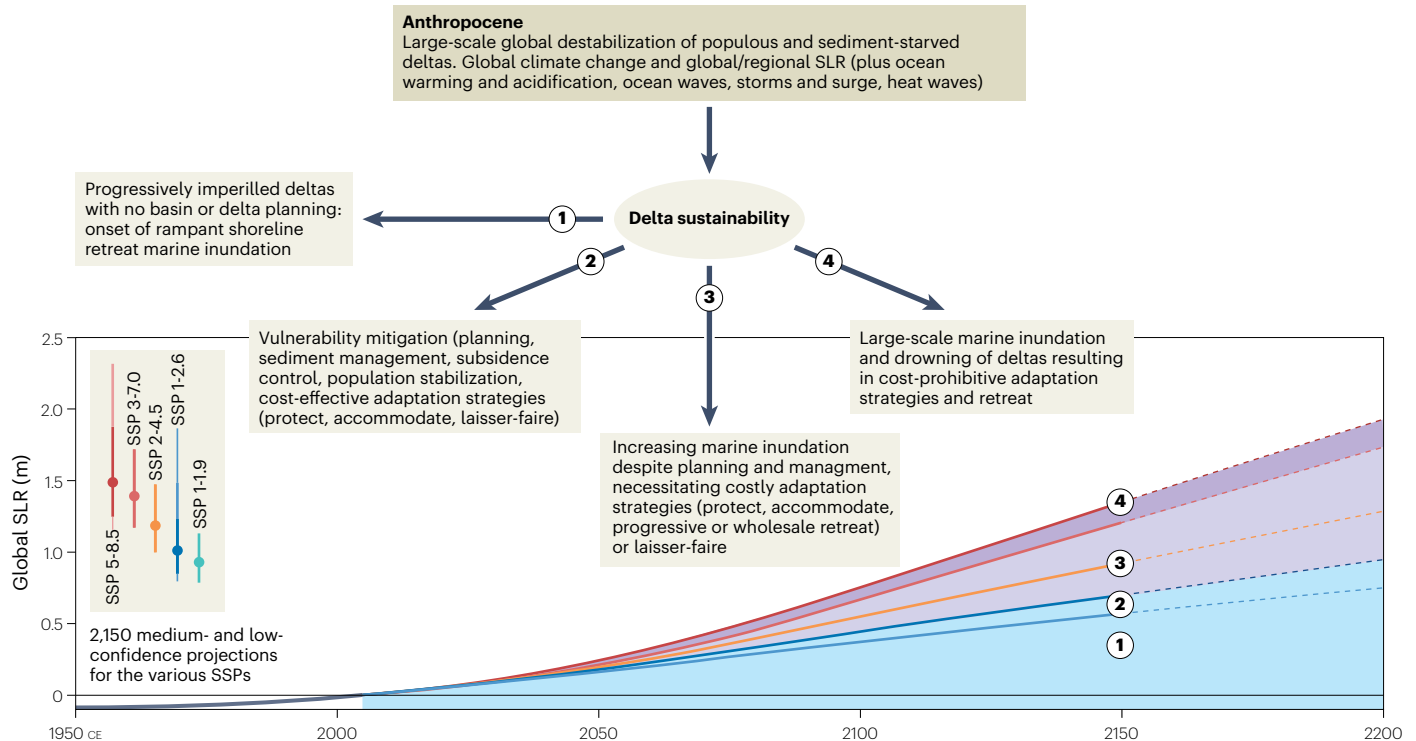 Anthropocene
Large-scale global destabilization of populous and sediment-starved
deltas. Global climate change and global/regional SLR (plus ocean
warming and acidification, ocean waves, storms and surge, heat waves)
Delta sustainability
1
2
3
4
Progressively imperilled deltas
with no basin or delta planning:
onset of rampant shoreline
retreat marine inundation
Vulnerability mitigation (planning,
sediment management, subsidence
control, population stabilization,
cost-effective adaptation strategies
(protect, accommodate, laisser-faire)
Increasing marine inundation
despite planning and managment,
necessitating costly adaptation
strategies (protect, accommodate,
progressive or wholesale retreat)
or laisser-faire
Large-scale marine inundation
and drowning of deltas resulting
in cost-prohibitive adaptation
strategies and retreat
Global SLR (m)
2.5
2.0
1.5
1.0
0.5
0
SSP 5-8.5
SSP 3-7.0
SSP 2-4.5
SSP 1-2.6
SSP 1-1.9
2,150 medium- and low-
confidence projections
for the various SSPs
4
3
2
1
1950 CE
2000
2050
2100
2150
2200